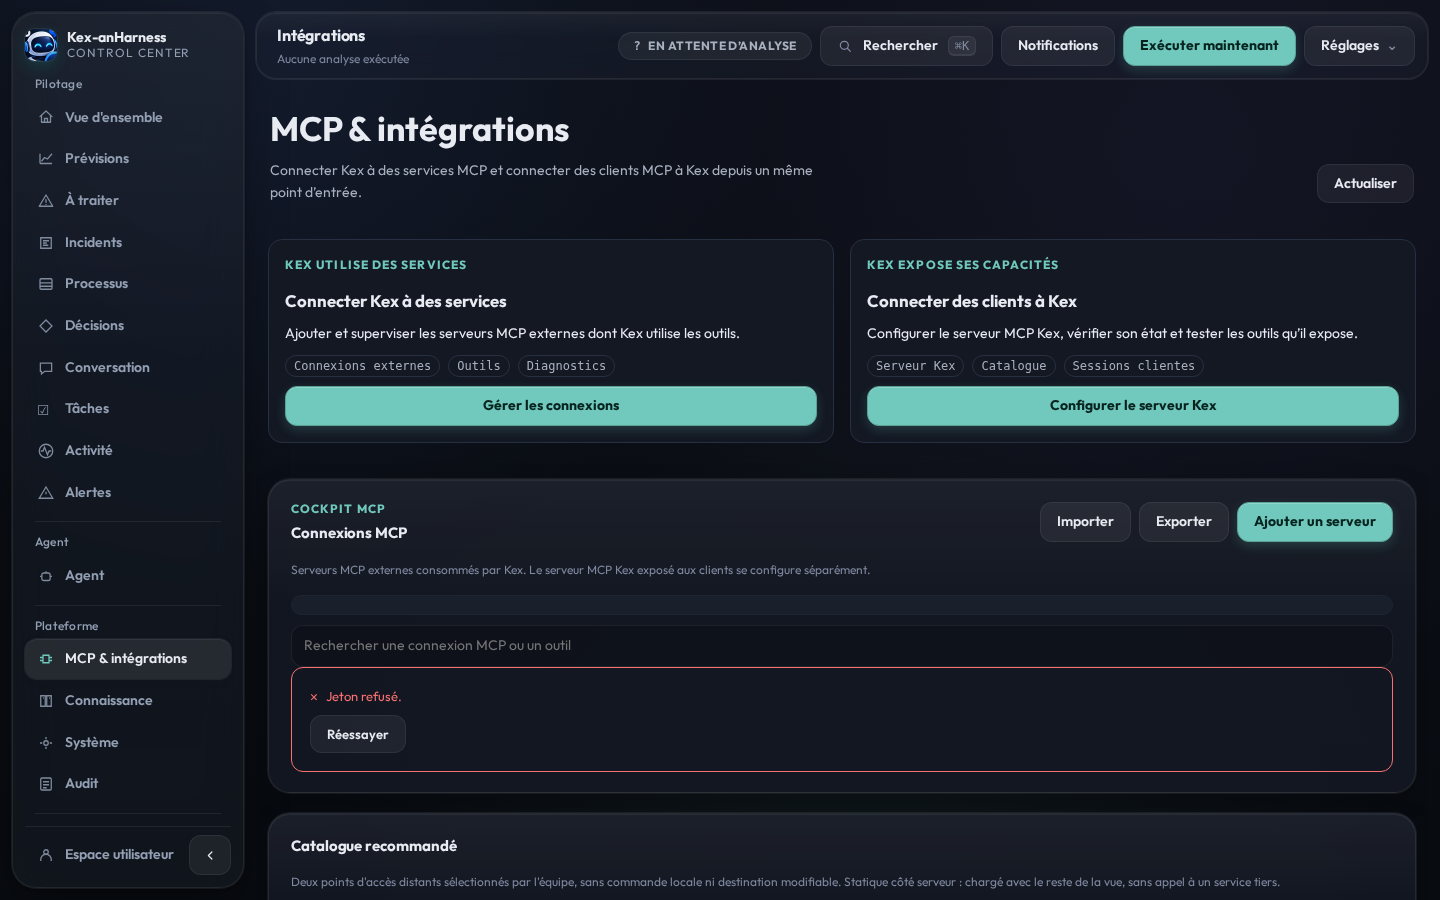 Kex-anHarness
CONTROL CENTER
Pilotage
Vue d'ensemble
Prévisions
À traiter
Incidents
Processus
Décisions
Conversation
Tâches
Activité
Alertes
Agent
Agent
Plateforme
MCP & intégrations
Connaissance
Système
Audit
Espace utilisateur
Intégrations
Aucune analyse exécutée
? EN ATTENTE D'ANALYSE
Rechercher ⌘K
Notifications
Exécuter maintenant
Réglages
MCP & intégrations
Connecter Kex à des services MCP et connecter des clients MCP à Kex depuis un même
point d'entrée.
Actualiser
KEX UTILISE DES SERVICES
Connecter Kex à des services
Ajouter et superviser les serveurs MCP externes dont Kex utilise les outils.
Connexions externes Outils Diagnostics
Gérer les connexions
KEX EXPOSE SES CAPACITÉS
Connecter des clients à Kex
Configurer le serveur MCP Kex, vérifier son état et tester les outils qu'il expose.
Serveur Kex Catalogue Sessions clientes
Configurer le serveur Kex
COCKPIT MCP
Connexions MCP
Importer
Exporter
Ajouter un serveur
Serveurs MCP externes consommés par Kex. Le serveur MCP Kex exposé aux clients se configure séparément.
Rechercher une connexion MCP ou un outil
× Jeton refusé.
Réessayer
Catalogue recommandé
Deux points d'accès distants sélectionnés par l'équipe, sans commande locale ni destination modifiable. Statique côté serveur : chargé avec le reste de la vue, sans appel à un service tiers.